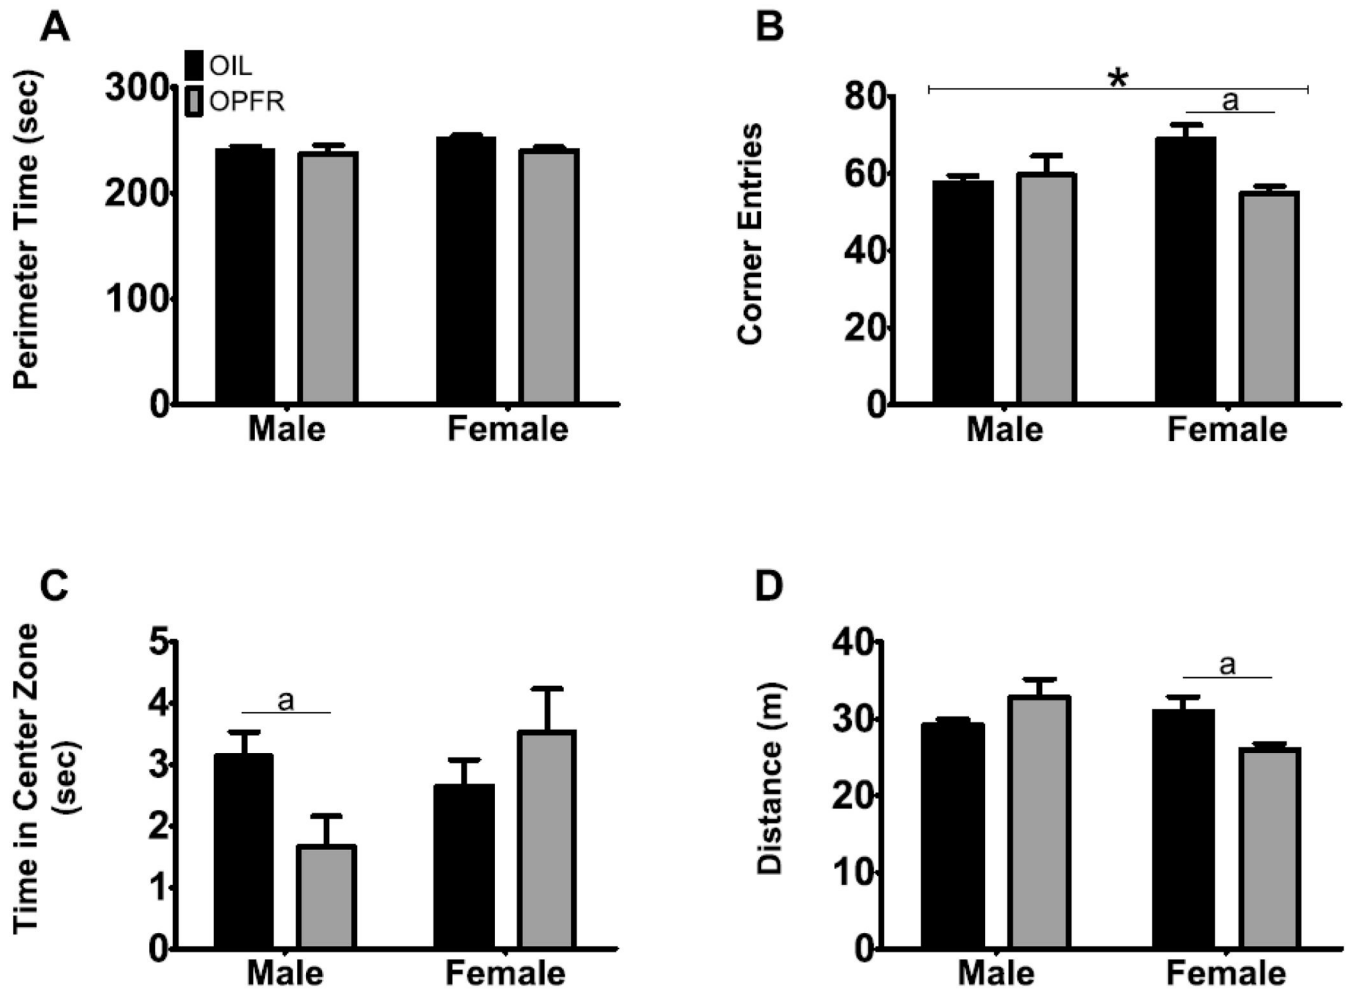 A
OIL
OPFR
Perimeter Time (sec)
300
200
100
0
Male
Female
B
*
a
Corner Entries
80
60
40
20
0
Male
Female
C
Time in Center Zone
(sec)
5
4
3
2
1
0
a
Male
Female
D
Distance (m)
40
30
20
10
0
a
Male
Female